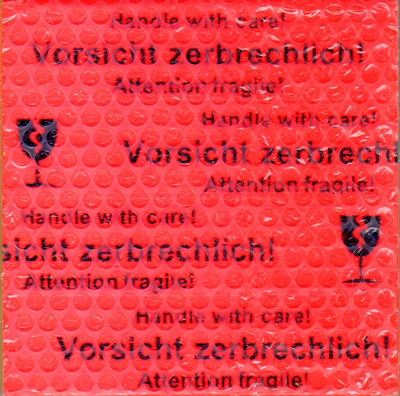 Handle with care!
Vorsicht zerbrechlich!
Attention fragile!
Handle with care!
Vorsicht zerbrechl
Attention fragile!
Handle with care!
sicht zerbrechlich!
Attention fragile!
Handle with care!
Vorsicht zerbrechlich!
Attention fragile!